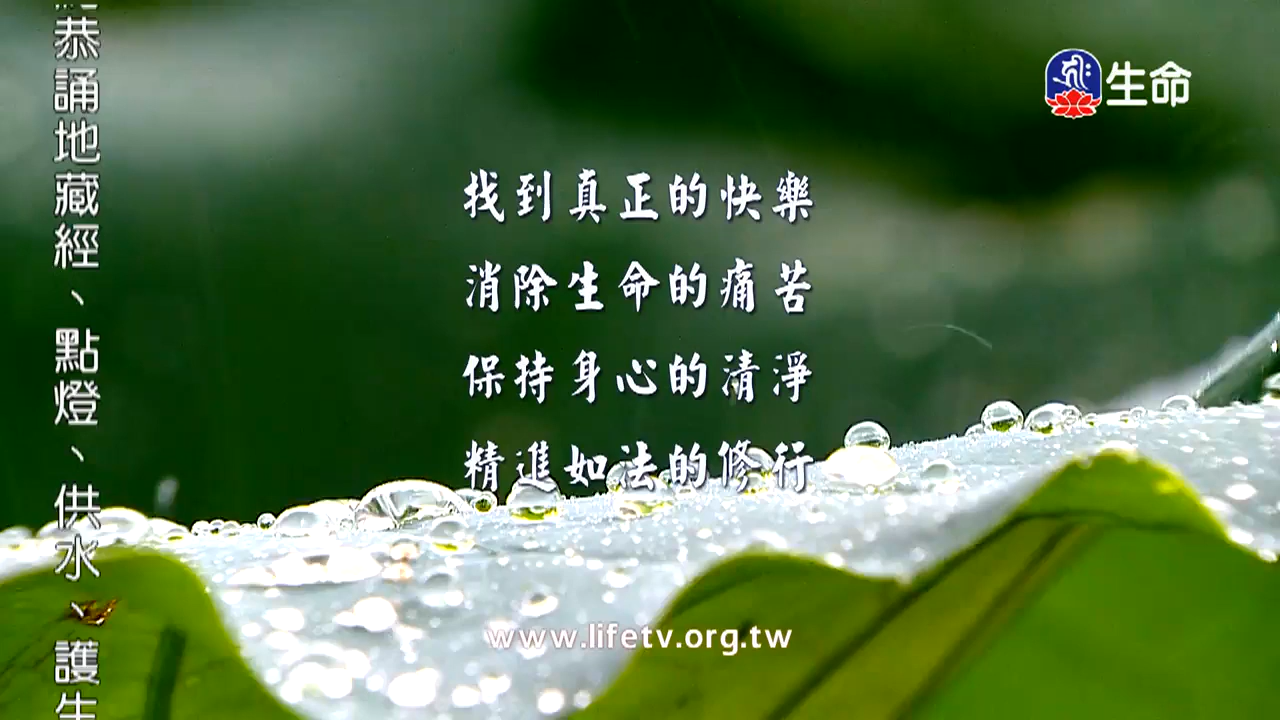 恭誦地藏經、點燈、供水、護生
生命
找到真正的快樂
消除生命的痛苦
保持身心的清淨
精進如法的修行
www.lifetv.org.tw